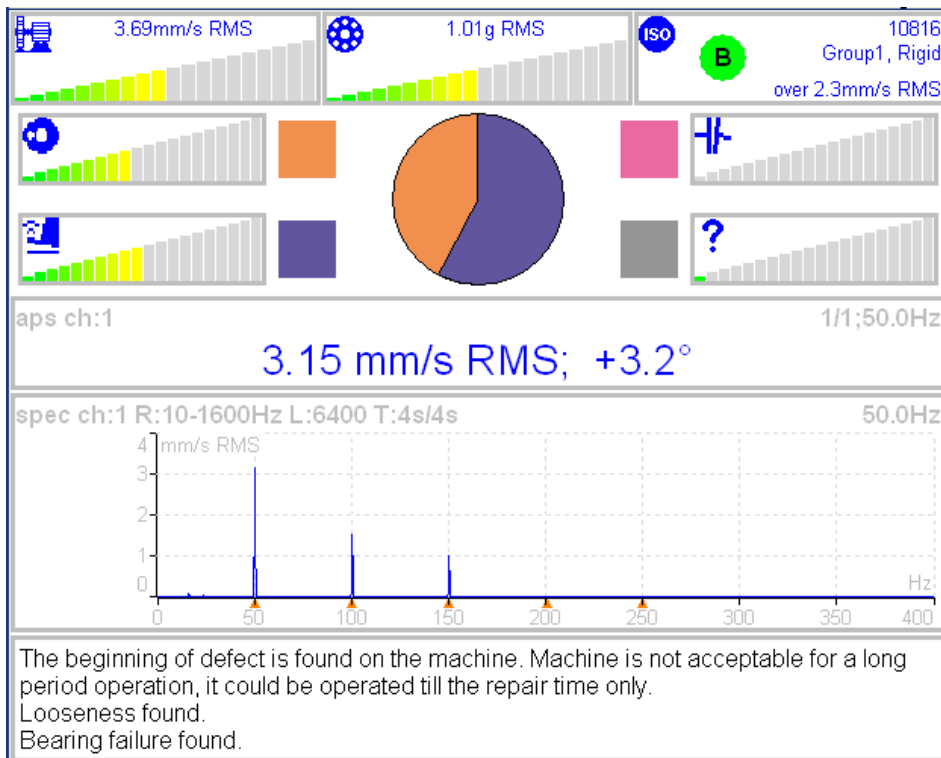 3.69mm/s RMS
1.01g RMS
ISO
B
10816
Group1, Rigid
over 2.3mm/s RMS
?
aps ch:1
1/1;50.0Hz
3.15 mm/s RMS; +3.2°
spec ch:1 R:10-1600Hz L:6400 T:4s/4s
50.0Hz
4
mm/s RMS
3
2
1
0
Hz
0 50 100 150 200 250 300 350 400
The beginning of defect is found on the machine. Machine is not acceptable for a long
period operation, it could be operated till the repair time only.
Looseness found.
Bearing failure found.